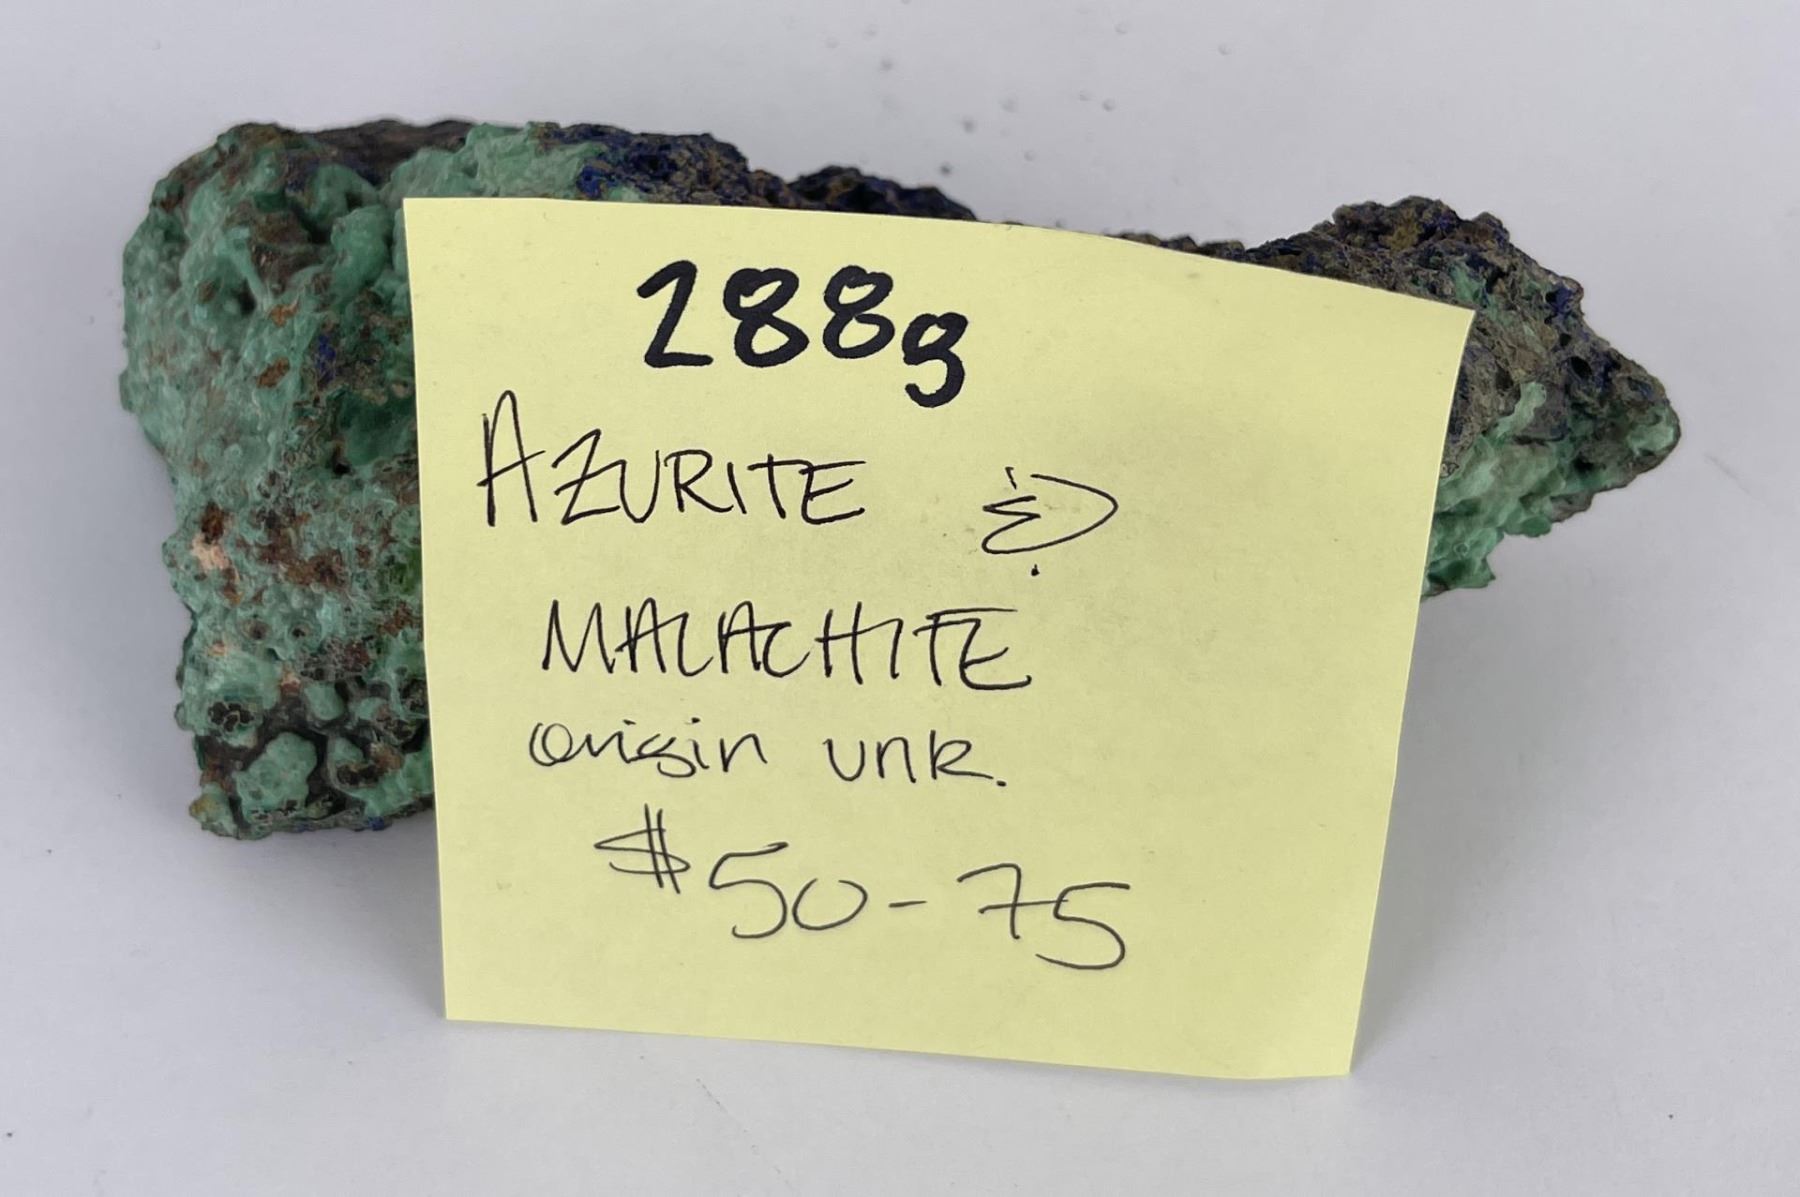 288g
AZURITE &
MALACHITE
origin unk.
$50-75